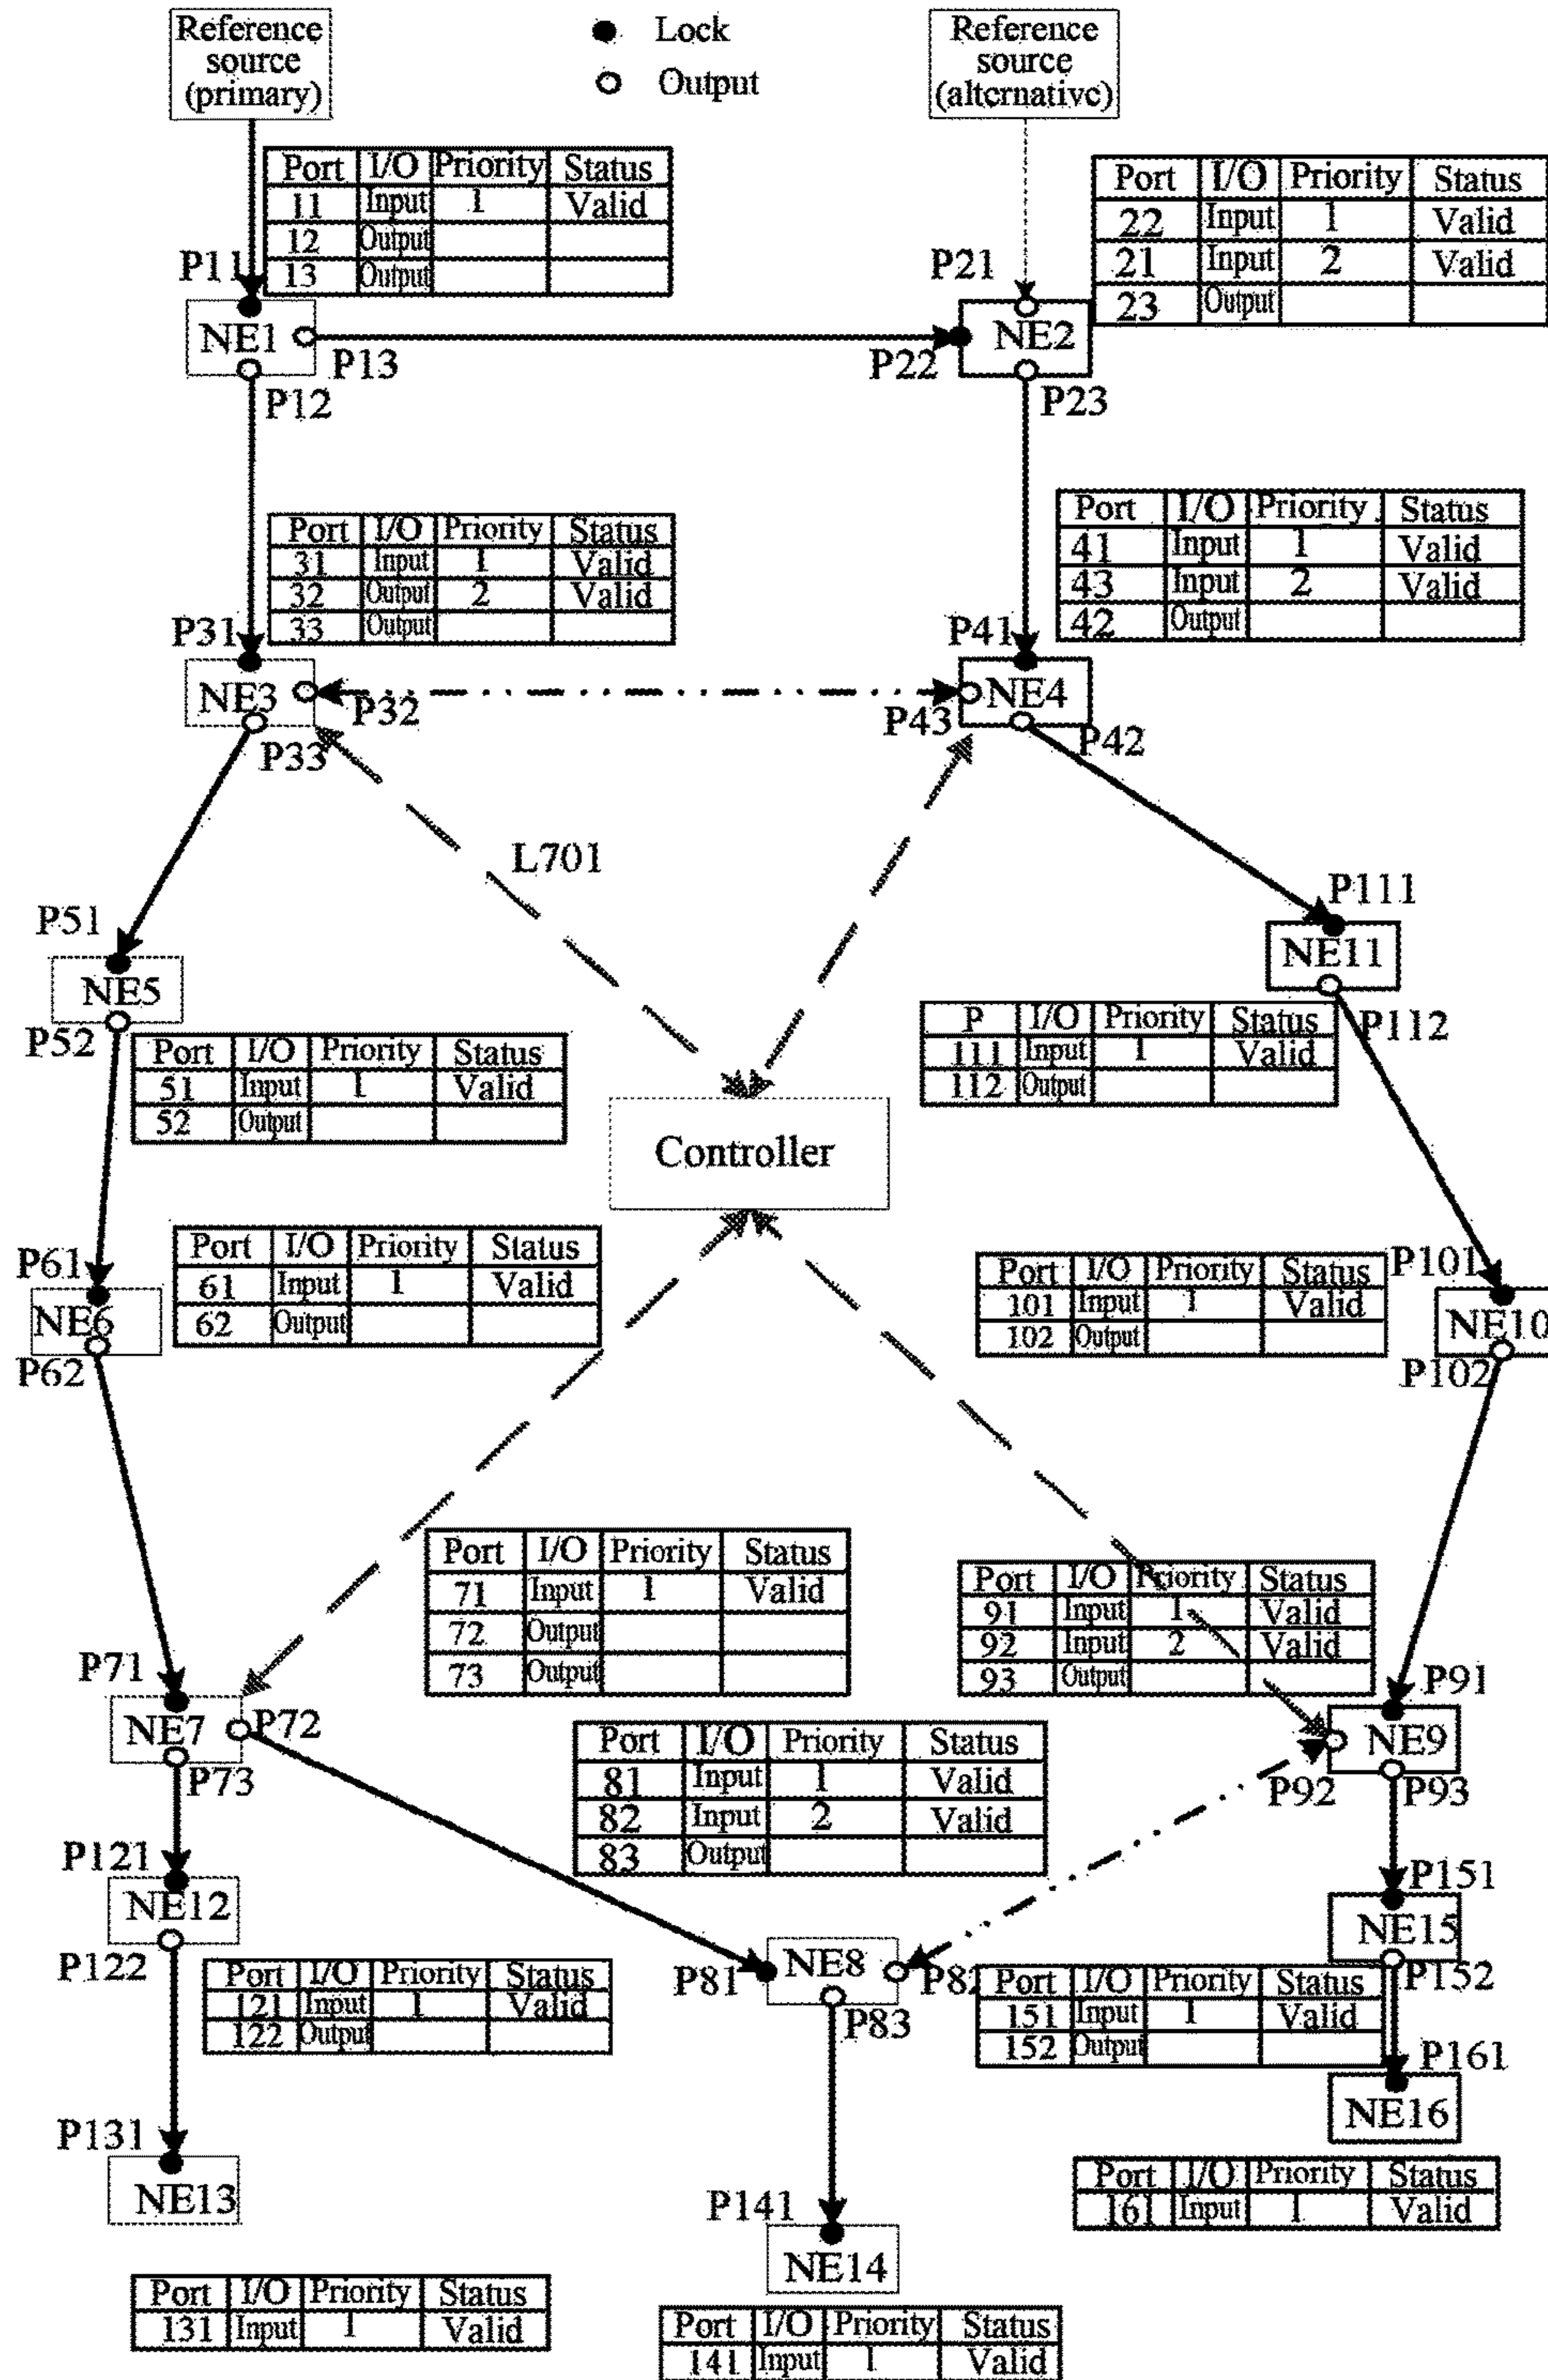 Reference
source
(primary)
Lock
Output
Reference
source
(alternative)
Port I/O Priority Status
11 Input 1 Valid
12 Output
13 Output
Port I/O Priority Status
22 Input 1 Valid
21 Input 2 Valid
23 Output
P11
P21
NE1
P13
P22
NE2
P12
P23
Port I/O Priority Status
31 Input 1 Valid
32 Output 2 Valid
33 Output
Port I/O Priority Status
41 Input 1 Valid
43 Input 2 Valid
42 Output
P31
P41
NE3
P32
P43
NE4
P33
P42
L701
P51
P111
NE5
NE11
P52
P112
Port I/O Priority Status
51 Input 1 Valid
52 Output
P I/O Priority Status
111 Input 1 Valid
112 Output
Controller
P61
Port I/O Priority Status
61 Input 1 Valid
62 Output
Port I/O Priority Status
101 Input 1 Valid
102 Output
P101
NE6
NE10
P62
P102
Port I/O Priority Status
71 Input 1 Valid
72 Output
73 Output
Port I/O Priority Status
91 Input 1 Valid
92 Input 2 Valid
93 Output
P71
P91
NE7
P72
NE9
P73
P92
P93
Port I/O Priority Status
81 Input 1 Valid
82 Input 2 Valid
83 Output
P121
P151
NE12
NE15
P122
P81
NE8
P82
P152
P83
Port I/O Priority Status
121 Input 1 Valid
122 Output
Port I/O Priority Status
151 Input 1 Valid
152 Output
P161
NE16
P131
NE13
Port I/O Priority Status
161 Input 1 Valid
P141
NE14
Port I/O Priority Status
131 Input 1 Valid
Port I/O Priority Status
141 Input 1 Valid